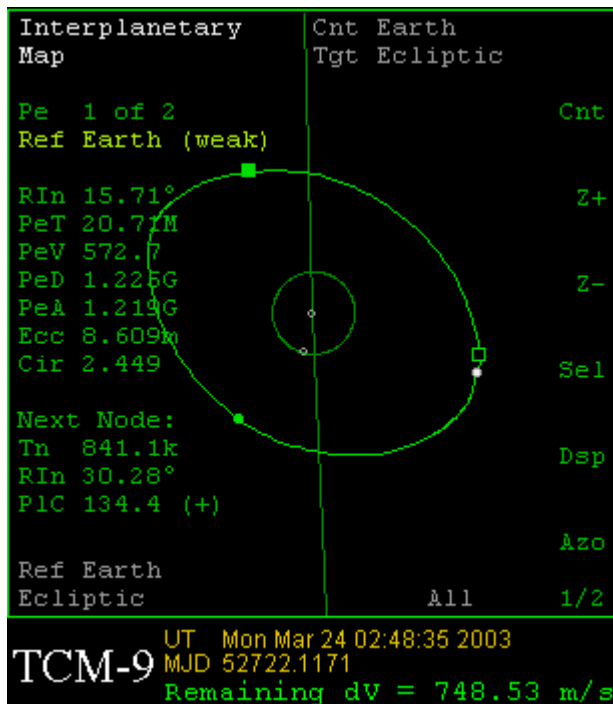 Interplanetary Map
Cnt Earth
Tgt Ecliptic
Pe 1 of 2
Ref Earth (weak)
Cnt
RIn 15.71°
Z+
PeT 20.71M
PeV 572.7
PeD 1.225G
Z-
PeA 1.219G
Ecc 8.609m
Cir 2.449
Sel
Next Node:
Tn 841.1k
Dsp
RIn 30.28°
PlC 134.4 (+)
Azo
Ref Earth
Ecliptic
All
1/2
TCM-9
UT Mon Mar 24 02:48:35 2003
MJD 52722.1171
Remaining dV = 748.53 m/s